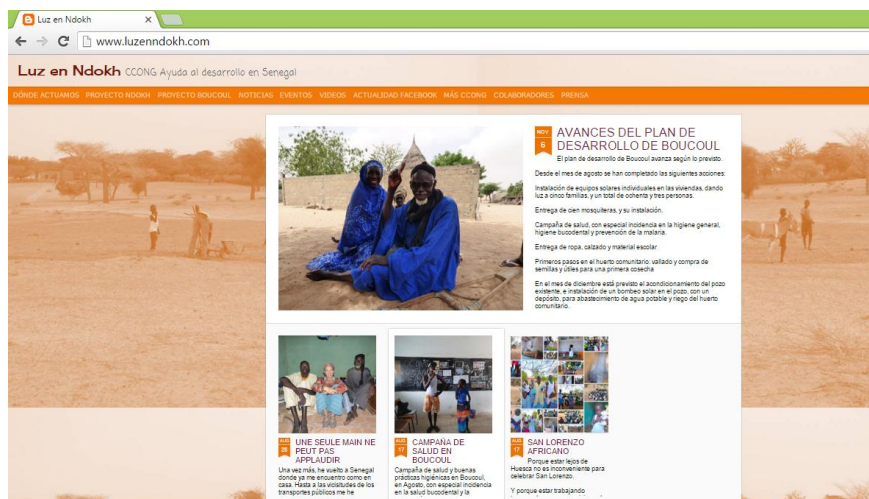 Luz en Ndokh
www.luzenndokh.com
Luz en Ndokh CCONG Ayuda al desarrollo en Senegal
DÓNDE ACTUAMOS PROYECTO NDOKH PROYECTO BOUCOUL NOTICIAS EVENTOS VIDEOS ACTUALIDAD FACEBOOK MÁS CCONG COLABORADORES PRENSA
NOV
6
AVANCES DEL PLAN DE
DESARROLLO DE BOUCOUL
El plan de desarrollo de Boucoul avanza según lo previsto.
Desde el mes de agosto se han completado las siguientes acciones:
Instalación de equipos solares individuales en las viviendas, dando
luz a cinco familias, y un total de ochenta y tres personas.
Entrega de cien mosquiteras, y su instalación.
Campaña de salud, con especial incidencia en la higiene general,
higiene bucodental y prevención de la malaria.
Entrega de ropa, calzado y material escolar
Primeros pasos en el huerto comunitario: vallado y compra de
semillas y útiles para una primera cosecha
En el mes de diciembre está previsto el acondicionamiento del pozo
existente, e instalación de un bombeo solar en el pozo, con un
depósito, para abastecimiento de agua potable y riego del huerto
comunitario.
AUG
28
UNE SEULE MAIN NE
PEUT PAS
APPLAUDIR
Una vez más, he vuelto a Senegal
donde ya me encuentro como en
casa. Hasta a las vicisitudes de los
transportes públicos me he
AUG
17
CAMPAÑA DE
SALUD EN
BOUCOUL
Campaña de salud y buenas
prácticas higiénicas en Boucoul,
en Agosto, con especial incidencia
en la salud bucodental y la
AUG
17
SAN LORENZO
AFRICANO
Porque estar lejos de
Huesca no es inconveniente para
celebrar San Lorenzo.
Y porque estar trabajando